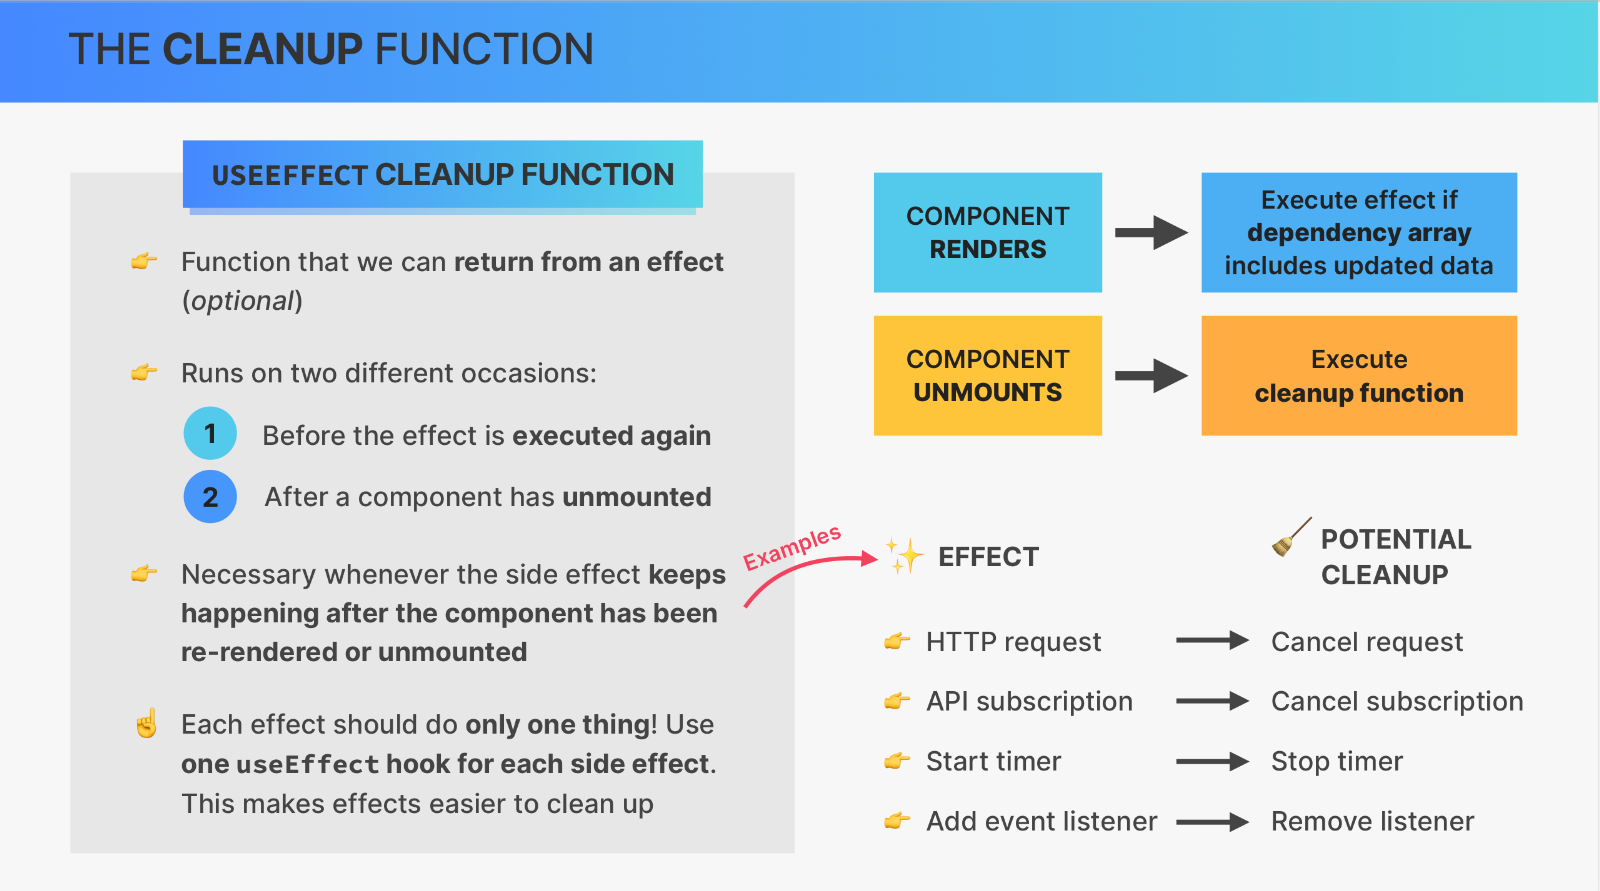 THE CLEANUP FUNCTION
USEEFFECT CLEANUP FUNCTION
Function that we can return from an effect
(optional)
Runs on two different occasions:
1 Before the effect is executed again
2 After a component has unmounted
Necessary whenever the side effect keeps
happening after the component has been
re-rendered or unmounted
Each effect should do only one thing! Use
one useEffect hook for each side effect.
This makes effects easier to clean up
COMPONENT
RENDERS
Execute effect if
dependency array
includes updated data
COMPONENT
UNMOUNTS
Execute
cleanup function
Examples
EFFECT
POTENTIAL
CLEANUP
HTTP request
Cancel request
API subscription
Cancel subscription
Start timer
Stop timer
Add event listener
Remove listener